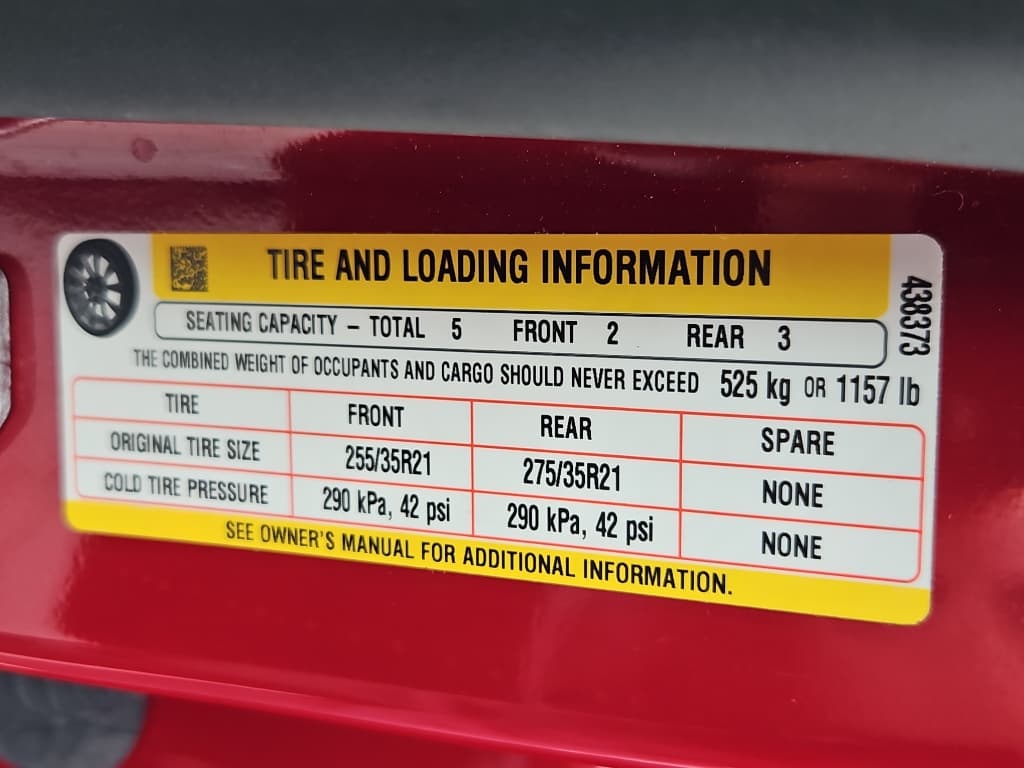 TIRE AND LOADING INFORMATION
438373
SEATING CAPACITY – TOTAL 5 FRONT 2 REAR 3
THE COMBINED WEIGHT OF OCCUPANTS AND CARGO SHOULD NEVER EXCEED 525 kg OR 1157 lb
TIRE FRONT REAR SPARE
ORIGINAL TIRE SIZE 255/35R21 275/35R21 NONE
COLD TIRE PRESSURE 290 kPa, 42 psi 290 kPa, 42 psi NONE
SEE OWNER'S MANUAL FOR ADDITIONAL INFORMATION.